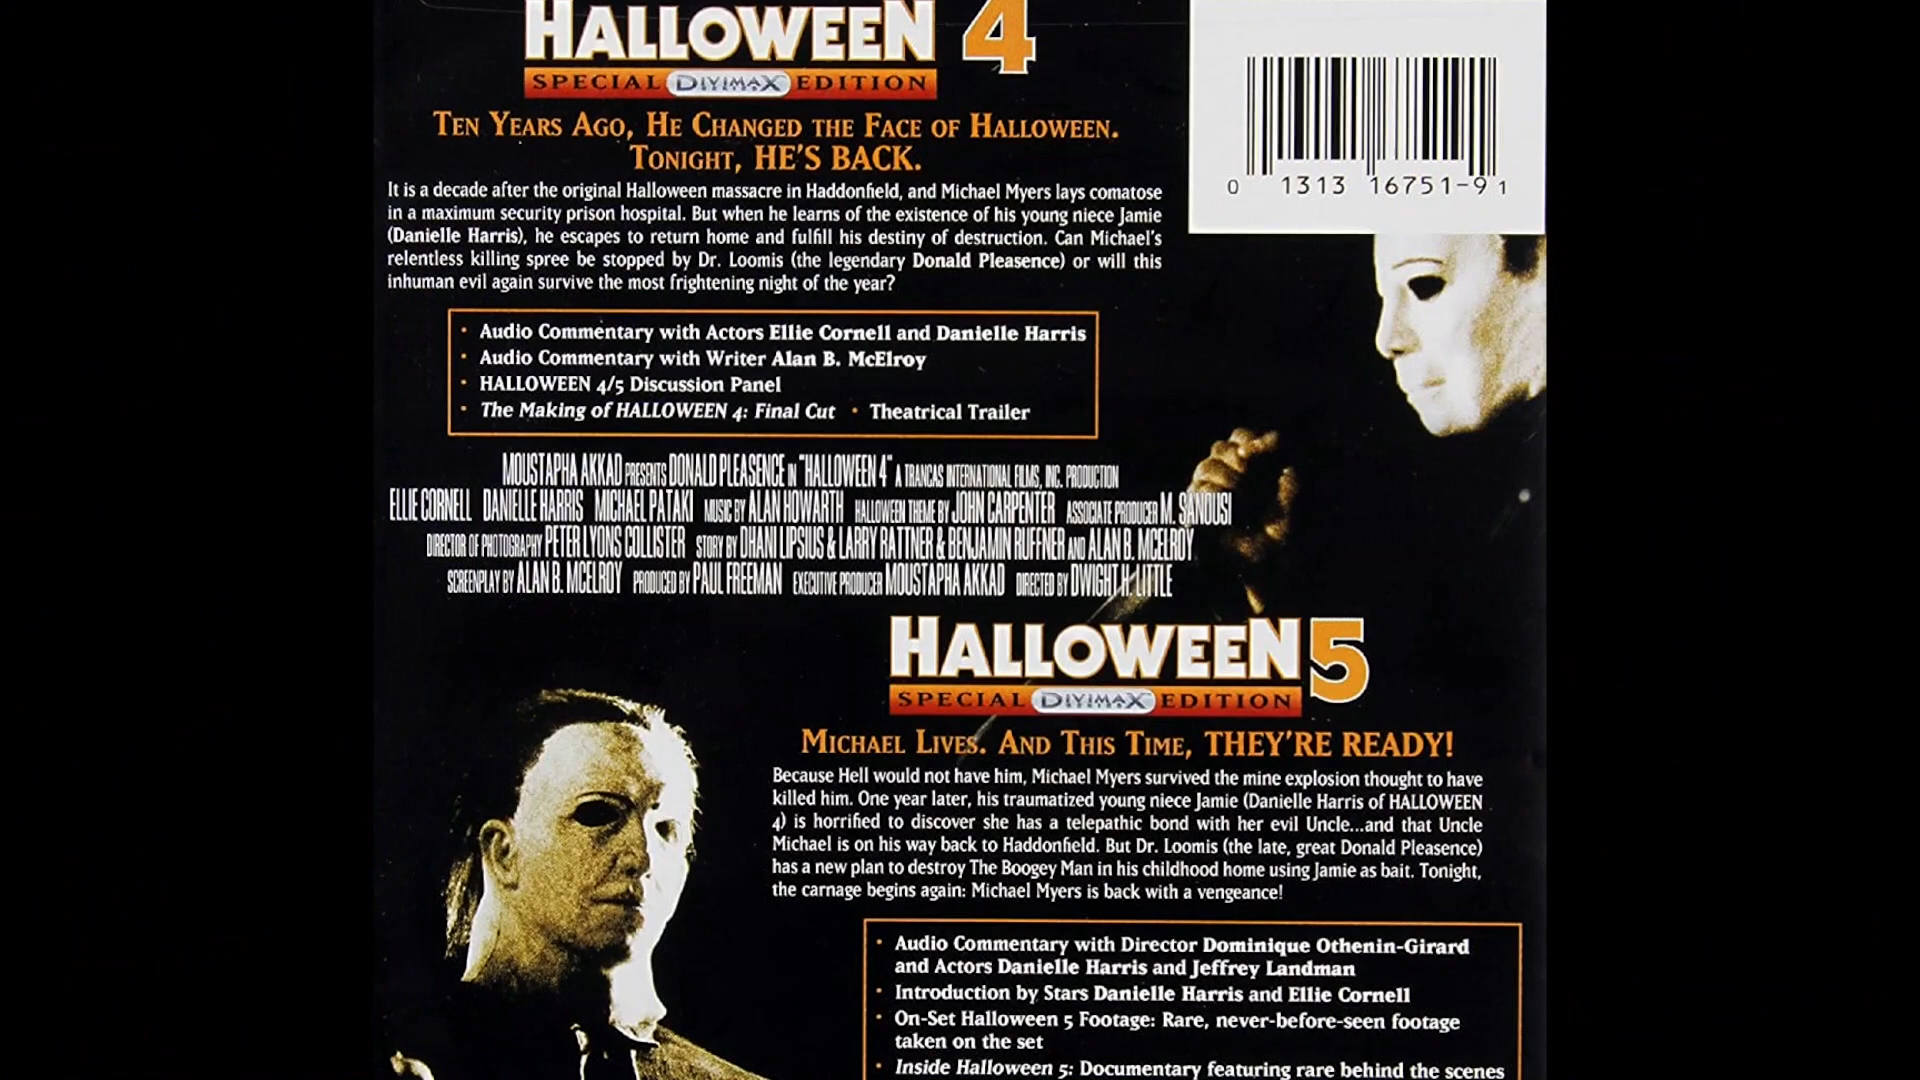 HALLOWEEN 4
SPECIAL DIVIMAX EDITION
TEN YEARS AGO, HE CHANGED THE FACE OF HALLOWEEN.
TONIGHT, HE'S BACK.
It is a decade after the original Halloween massacre in Haddonfield, and Michael Myers lays comatose
in a maximum security prison hospital. But when he learns of the existence of his young niece Jamie
(Danielle Harris), he escapes to return home and fulfill his destiny of destruction. Can Michael's
relentless killing spree be stopped by Dr. Loomis (the legendary Donald Pleasence) or will this
inhuman evil again survive the most frightening night of the year?
• Audio Commentary with Actors Ellie Cornell and Danielle Harris
• Audio Commentary with Writer Alan B. McElroy
• HALLOWEEN 4/5 Discussion Panel
• The Making of HALLOWEEN 4: Final Cut • Theatrical Trailer
MOUSTAPHA AKKAD PRESENTS DONALD PLEASENCE IN "HALLOWEEN 4" A TRANCAS INTERNATIONAL FILMS, INC. PRODUCTION
ELLIE CORNELL DANIELLE HARRIS MICHAEL PATAKI MUSIC BY ALAN HOWARTH HALLOWEEN THEME BY JOHN CARPENTER ASSOCIATE PRODUCER M. SANOUSI
DIRECTOR OF PHOTOGRAPHY PETER LYONS COLLISTER STORY BY DHANI LIPSIUS & LARRY RATTNER & BENJAMIN RUFFNER AND ALAN B. MCELROY
SCREENPLAY BY ALAN B. MCELROY PRODUCED BY PAUL FREEMAN EXECUTIVE PRODUCER MOUSTAPHA AKKAD DIRECTED BY DWIGHT H. LITTLE
0 1313 16751-9 1
HALLOWEEN 5
SPECIAL DIVIMAX EDITION
MICHAEL LIVES. AND THIS TIME, THEY'RE READY!
Because Hell would not have him, Michael Myers survived the mine explosion thought to have
killed him. One year later, his traumatized young niece Jamie (Danielle Harris of HALLOWEEN
4) is horrified to discover she has a telepathic bond with her evil Uncle...and that Uncle
Michael is on his way back to Haddonfield. But Dr. Loomis (the late, great Donald Pleasence)
has a new plan to destroy The Boogey Man in his childhood home using Jamie as bait. Tonight,
the carnage begins again: Michael Myers is back with a vengeance!
• Audio Commentary with Director Dominique Othenin-Girard
and Actors Danielle Harris and Jeffrey Landman
• Introduction by Stars Danielle Harris and Ellie Cornell
• On-Set Halloween 5 Footage: Rare, never-before-seen footage
taken on the set
• Inside Halloween 5: Documentary featuring rare behind the scenes